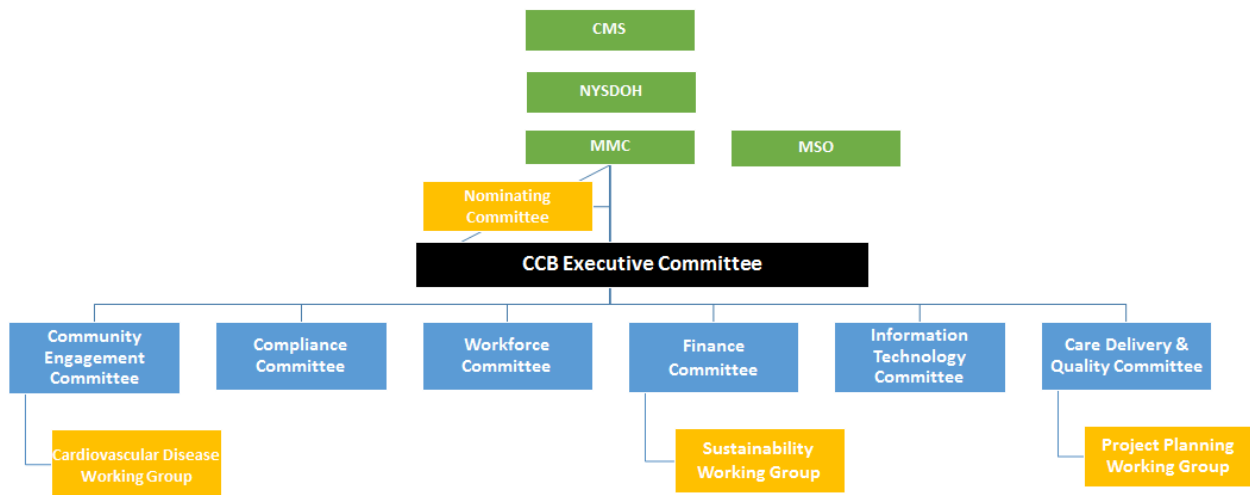 CMS
NYSDOH
MMC
MSO
Nominating
Committee
CCB Executive Committee
Community
Engagement
Committee
Compliance
Committee
Workforce
Committee
Finance
Committee
Information
Technology
Committee
Care Delivery &
Quality Committee
Cardiovascular Disease
Working Group
Sustainability
Working Group
Project Planning
Working Group